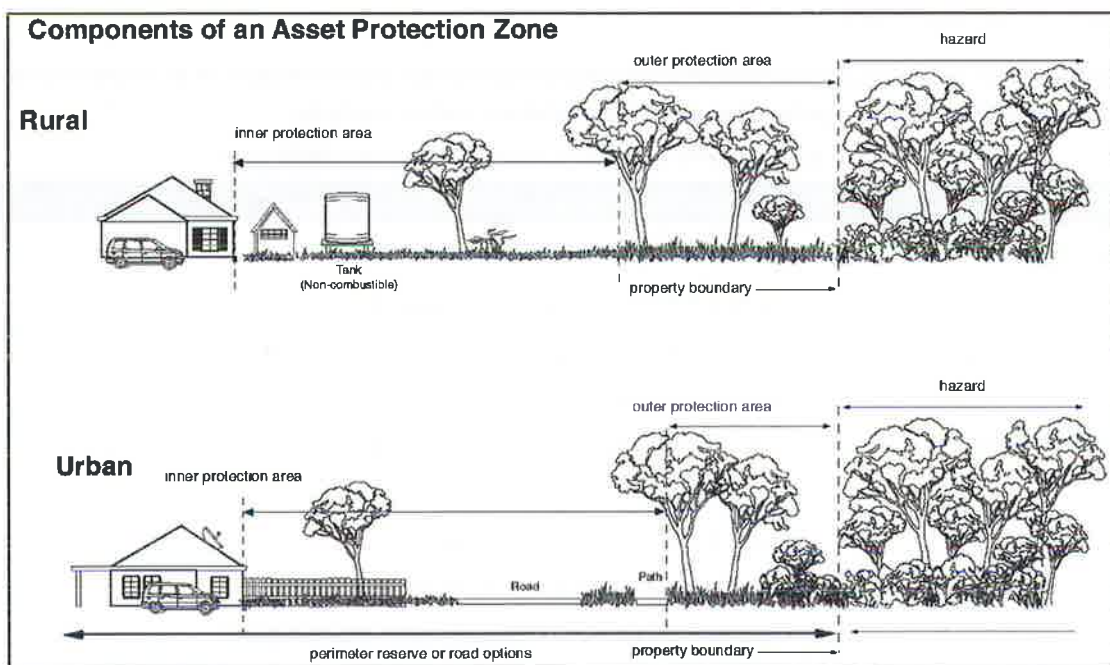 Components of an Asset Protection Zone
hazard
outer protection area
Rural
inner protection area
Tank
(Non-combustible)
property boundary
hazard
outer protection area
Urban
inner protection area
Path
Road
perimeter reserve or road options
property boundary